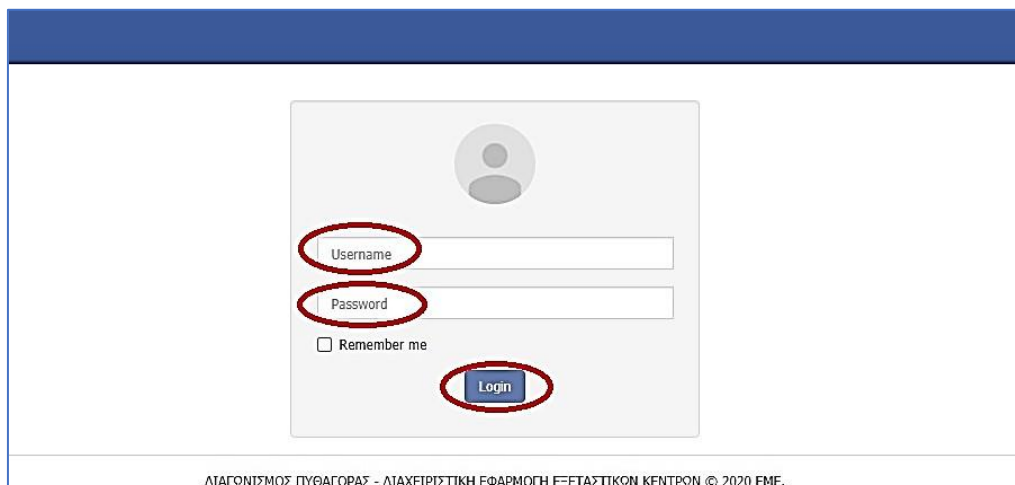 Username
Password
Remember me
Login
ΔΙΑΓΩΝΙΣΜΟΣ ΠΥΘΑΓΟΡΑΣ - ΔΙΑΧΕΙΡΙΣΤΙΚΗ ΕΦΑΡΜΟΓΗ ΕΞΕΤΑΣΤΙΚΩΝ ΚΕΝΤΡΩΝ © 2020 ΕΜΕ.